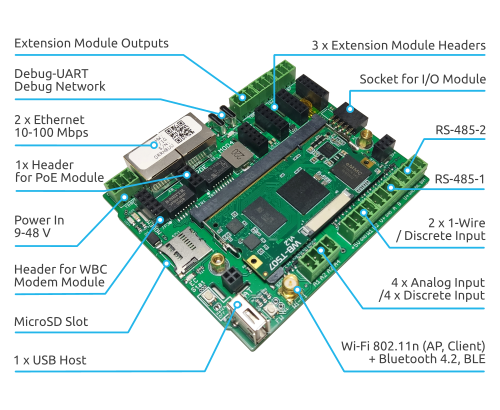 Extension Module Outputs
Debug-UART
Debug Network
2 x Ethernet
10-100 Mbps
1x Header
for PoE Module
Power In
9-48 V
Header for WBC
Modem Module
MicroSD Slot
1 x USB Host
3 x Extension Module Headers
Socket for I/O Module
RS-485-2
RS-485-1
2 x 1-Wire
/ Discrete Input
4 x Analog Input
/4 x Discrete Input
Wi-Fi 802.11n (AP, Client)
+ Bluetooth 4.2, BLE
WB-T507